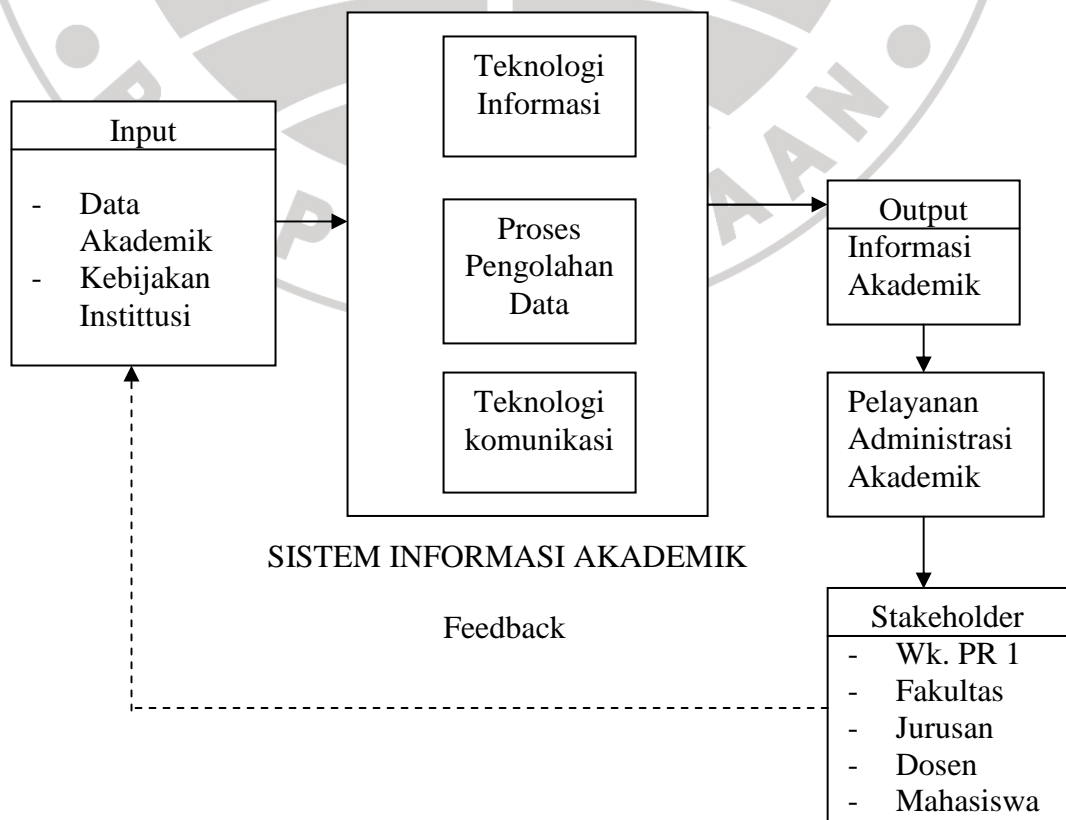 Input
- Data
Akademik
- Kebijakan
Instittusi
Teknologi
Informasi
Proses
Pengolahan
Data
Teknologi
komunikasi
SISTEM INFORMASI AKADEMIK
Output
Informasi
Akademik
Pelayanan
Administrasi
Akademik
Stakeholder
- Wk. PR 1
- Fakultas
- Jurusan
- Dosen
- Mahasiswa
Feedback